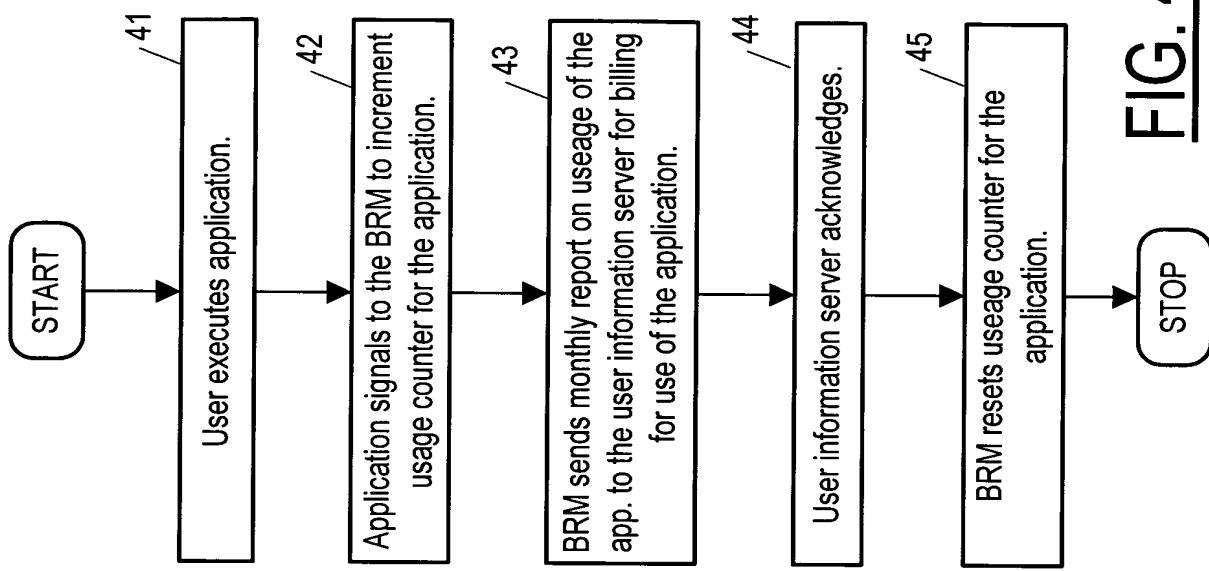 START
41
User executes application.
42
Application signals to the BRM to increment
usage counter for the application.
43
BRM sends monthly report on useage of the
app. to the user information server for billing
for use of the application.
44
User information server acknowledges.
45
BRM resets useage counter for the
application.
STOP
FIG.